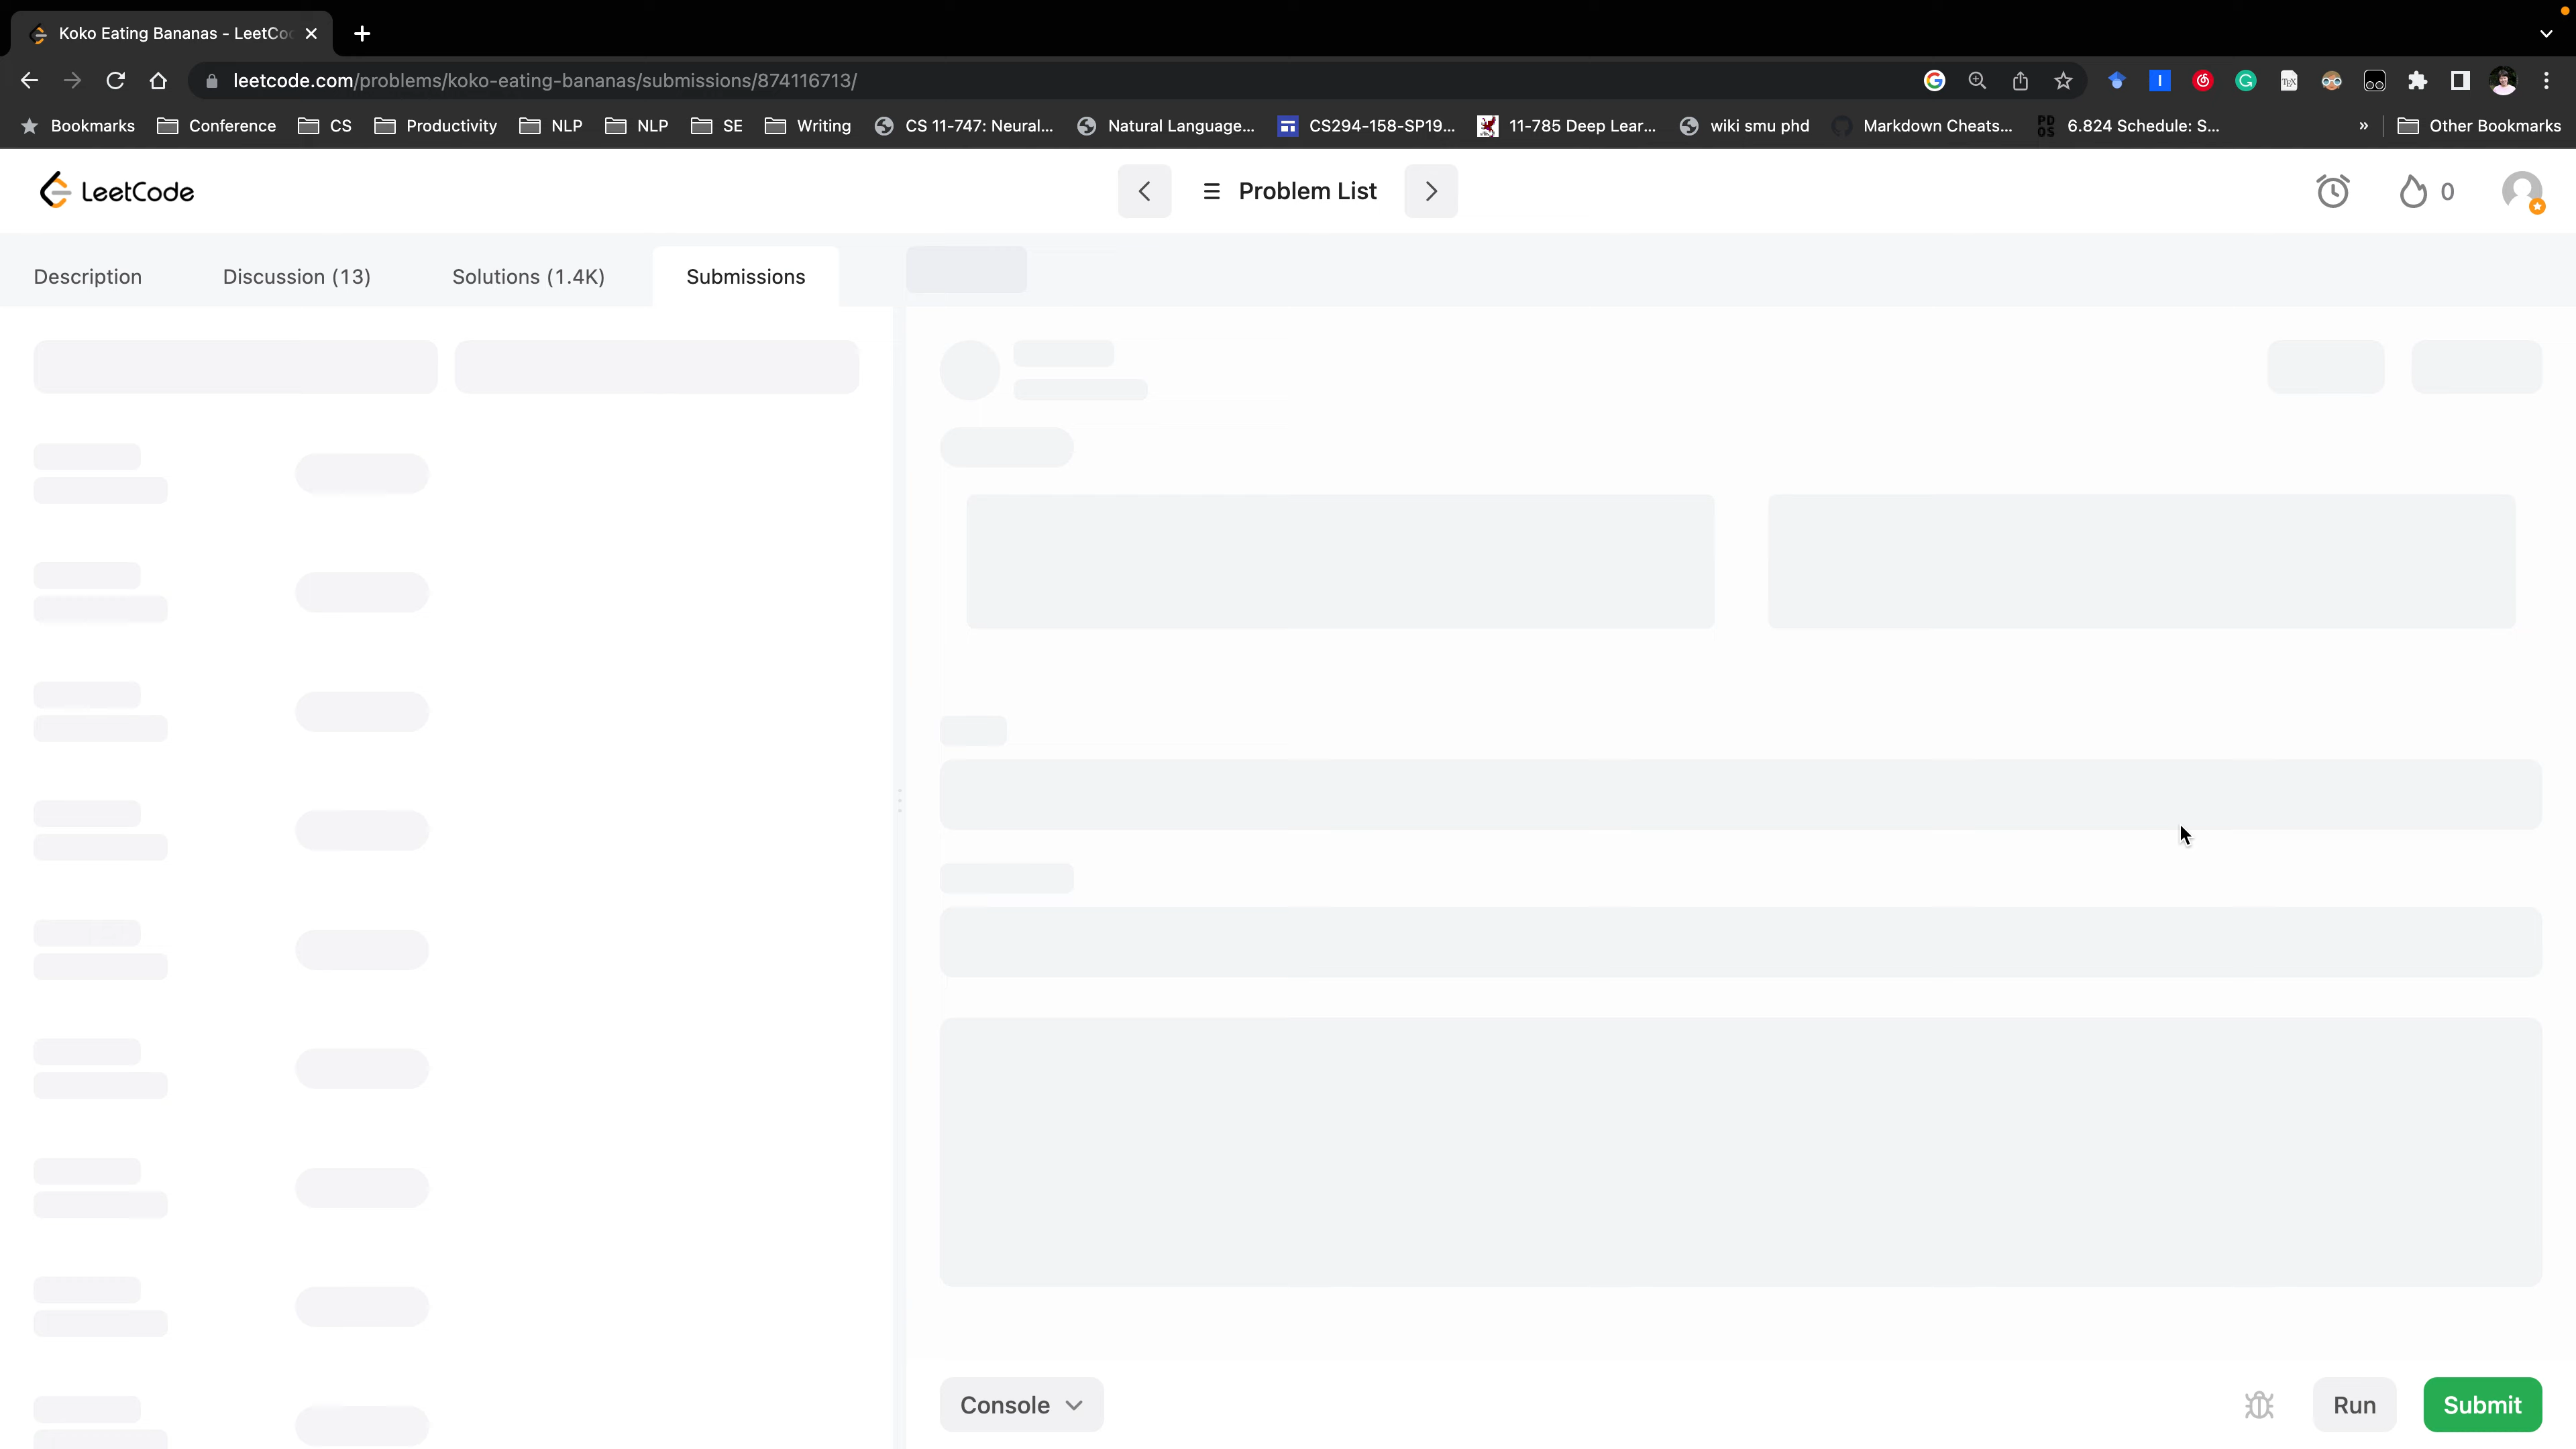 Koko Eating Bananas - LeetCo
leetcode.com/problems/koko-eating-bananas/submissions/874116713/
Bookmarks Conference CS Productivity NLP NLP SE Writing CS 11-747: Neural... Natural Language... CS294-158-SP19... 11-785 Deep Lear... wiki smu phd Markdown Cheats... PD OS 6.824 Schedule: S... » Other Bookmarks
LeetCode Problem List 0
Description Discussion (13) Solutions (1.4K) Submissions
Console Run Submit